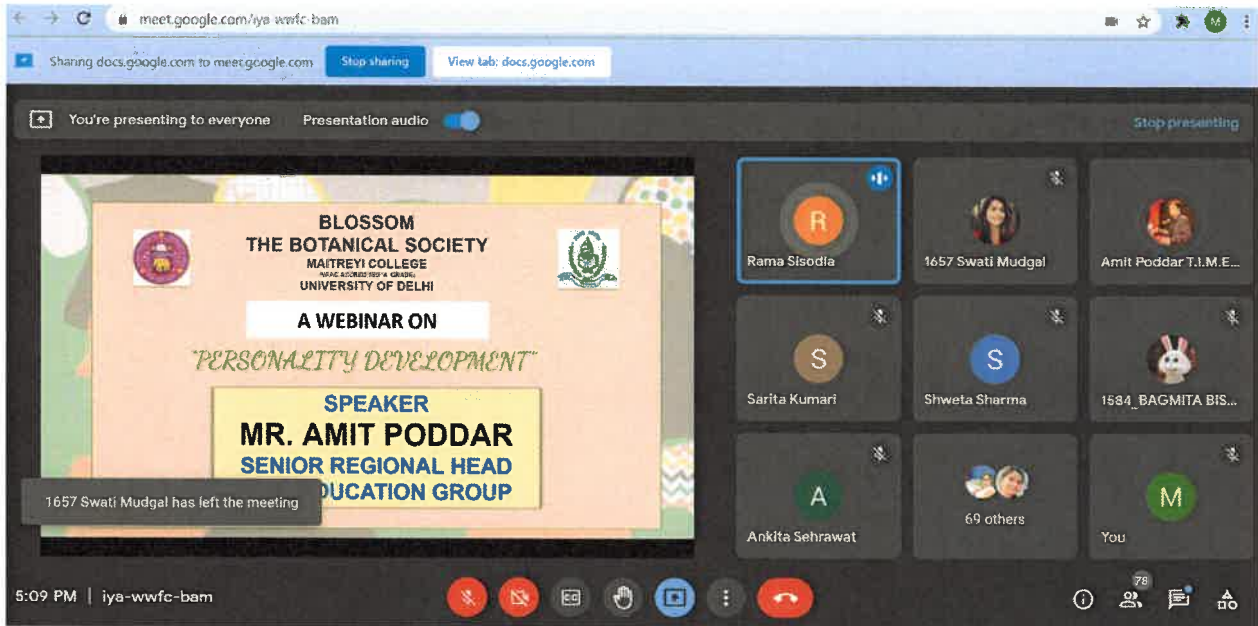 meet.google.com/iya-wwfc-bam
M
Sharing docs.google.com to meet.google.com
Stop sharing
View tab: docs.google.com
You're presenting to everyone
Presentation audio
Stop presenting
BLOSSOM
THE BOTANICAL SOCIETY
MAITREYI COLLEGE
UNIVERSITY OF DELHI
A WEBINAR ON
"PERSONALITY DEVELOPMENT"
SPEAKER
MR. AMIT PODDAR
SENIOR REGIONAL HEAD
UCATION GROUP
1657 Swati Mudgal has left the meeting
R
Rama Sisodia
1657 Swati Mudgal
Amit Poddar T.I.M.E...
S
Sarita Kumari
S
Shweta Sharma
1584_BAGMITA BIS...
A
Ankita Sehrawat
69 others
M
You
5:09 PM | iya-wwfc-bam
CC
78